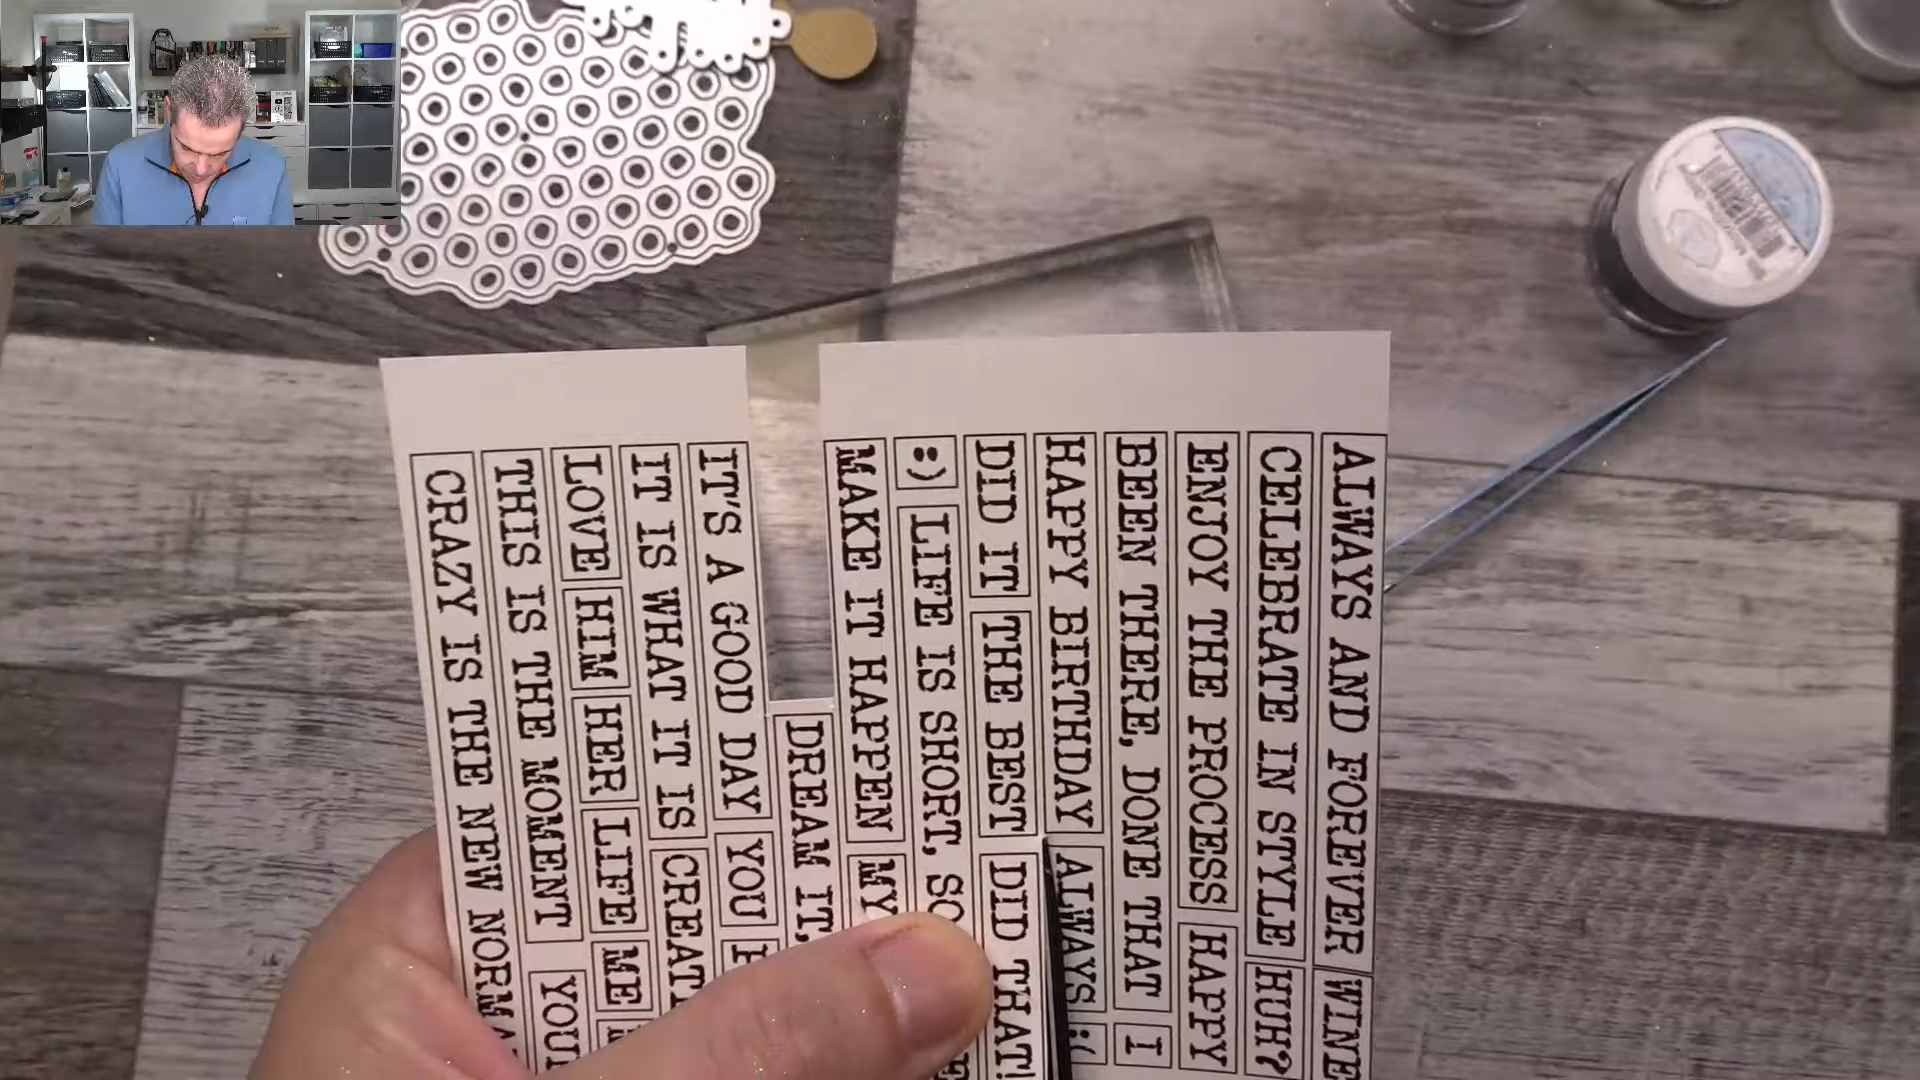 ALWAYS AND FOREVER WINE
CELEBRATE IN STYLE HUH?
ENJOY THE PROCESS HAPPY
BEEN THERE, DONE THAT I
HAPPY BIRTHDAY ALWAYS :(
DID IT THE BEST DID THAT!
:) LIFE IS SHORT,
MAKE IT HAPPEN MY
DREAM IT,
IT'S A GOOD DAY YOU
IT IS WHAT IT IS
LOVE HIM HER LIFE ME
THIS IS THE MOMENT
CRAZY IS THE NEW